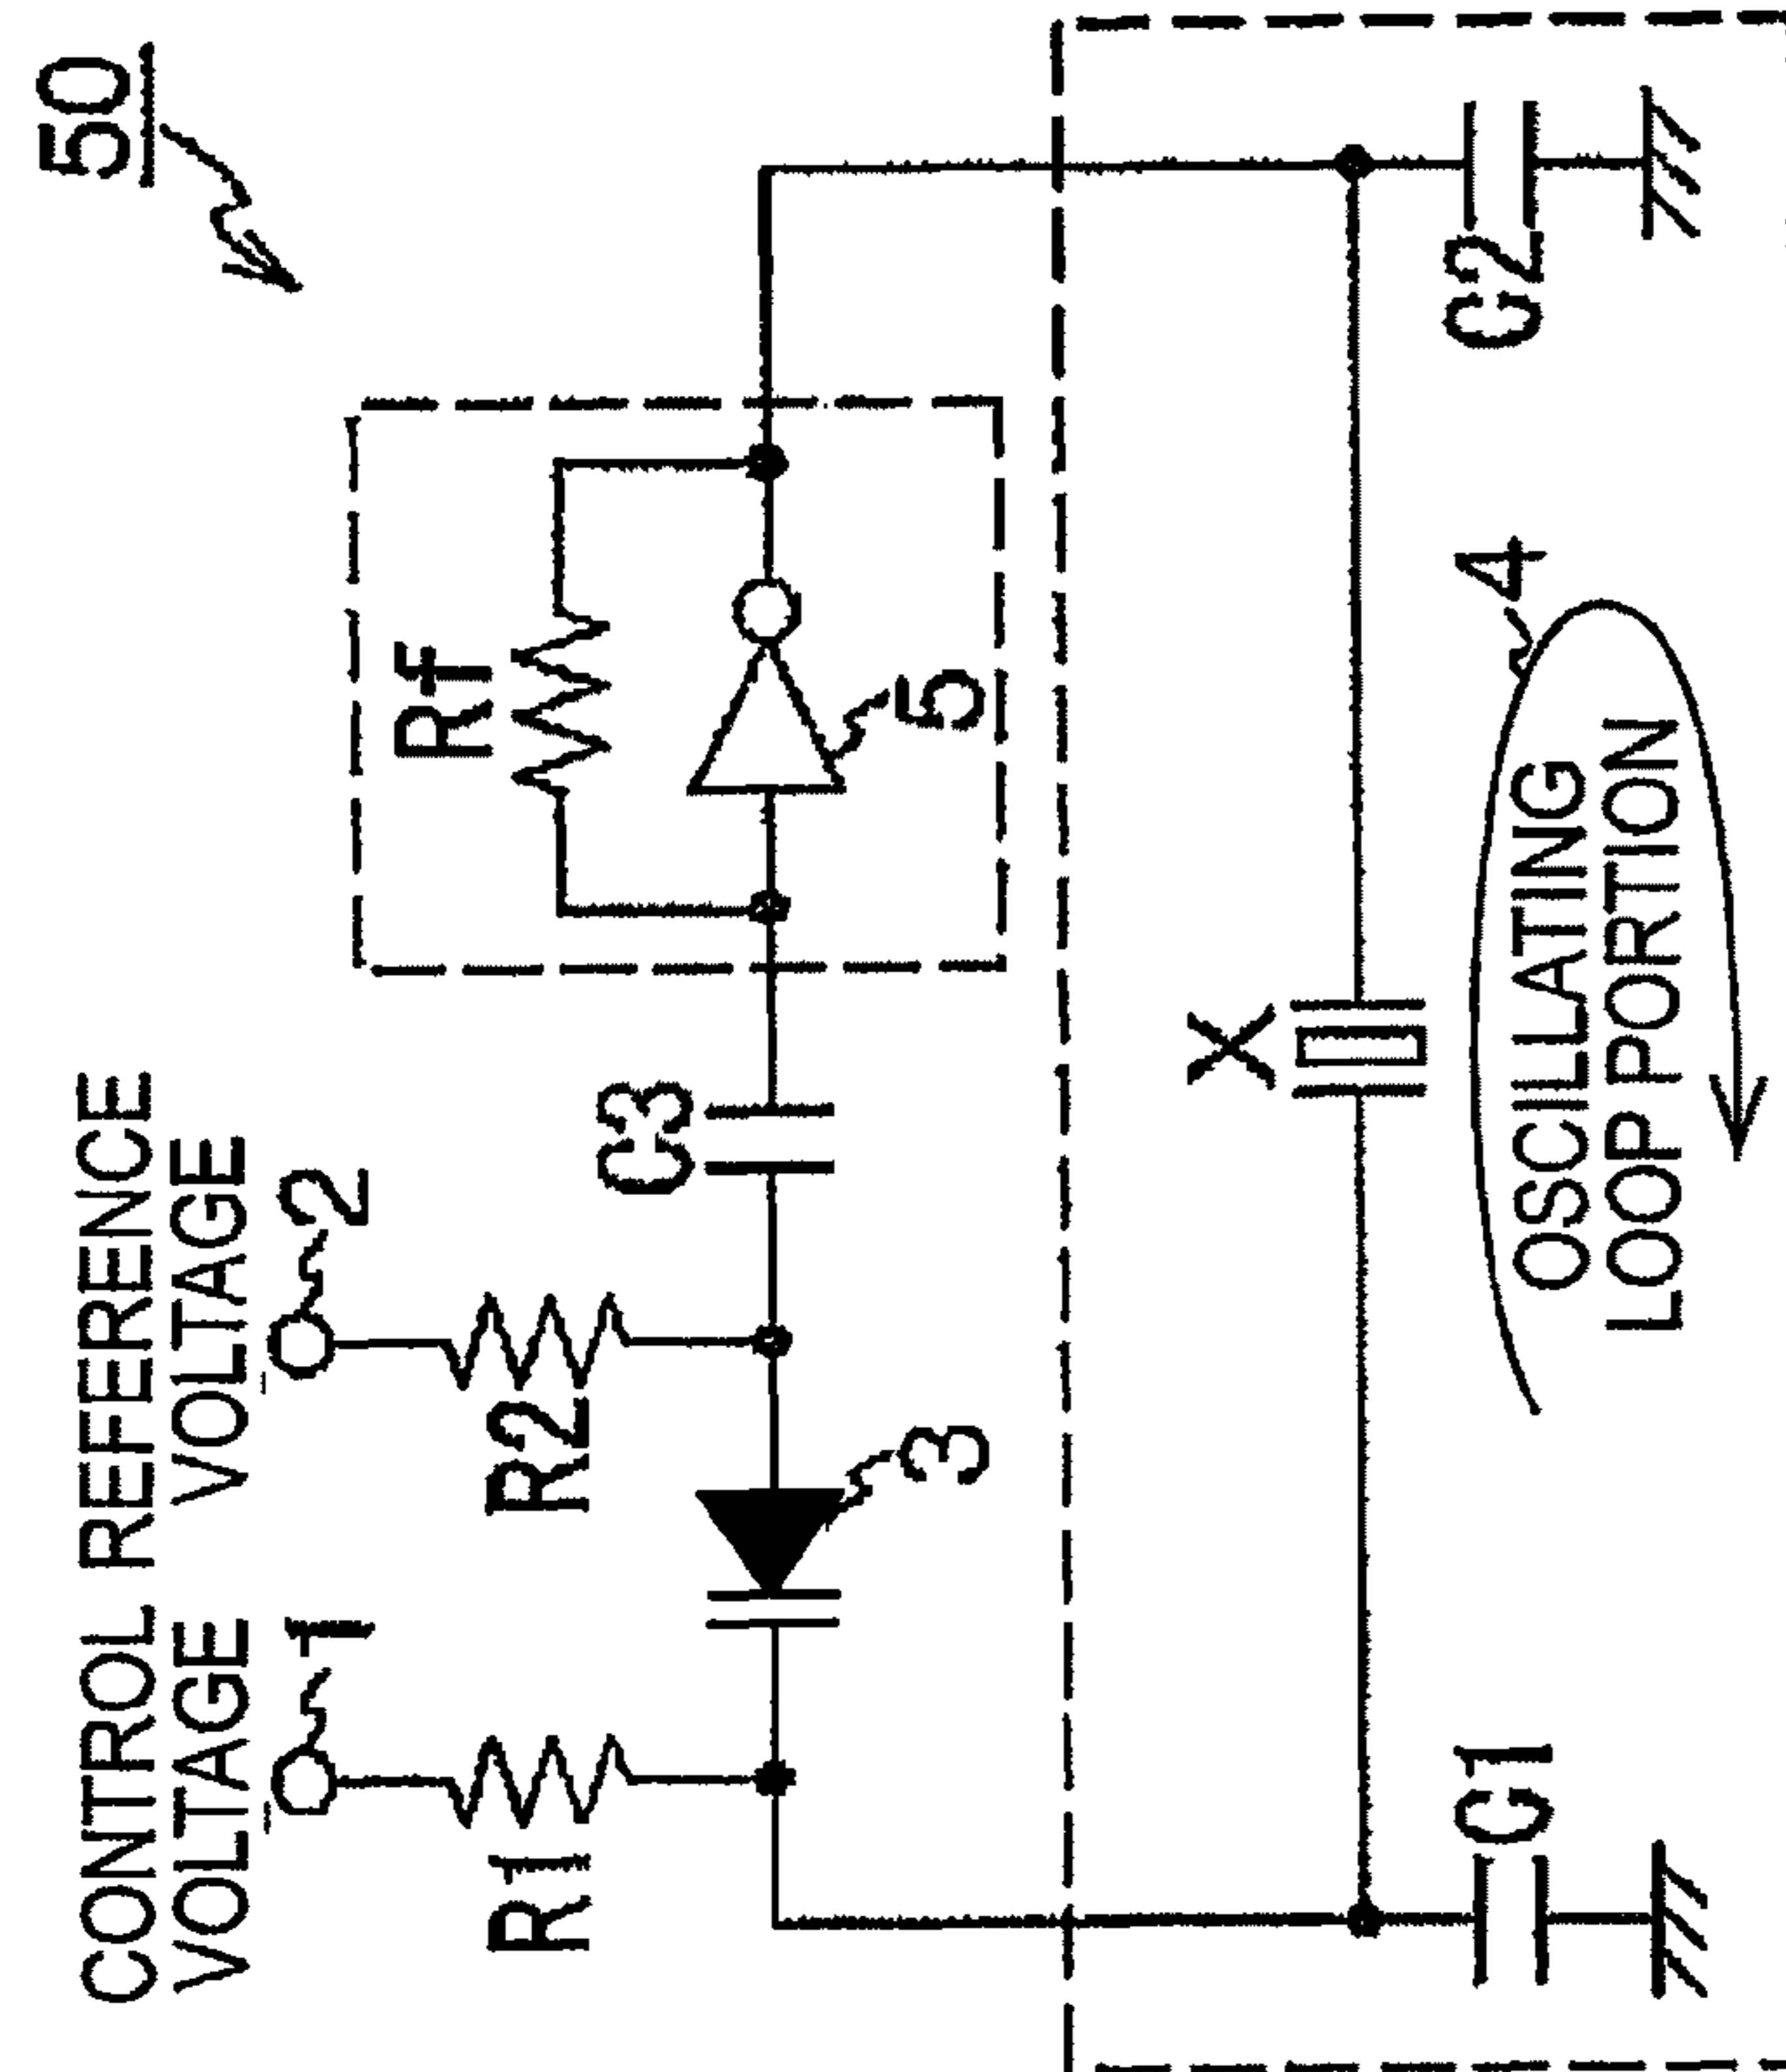 50
CONTROL
VOLTAGE
REFERENCE
VOLTAGE
1
2
R1
R2
Rf
C3
3
5
X
C1
C2
OSCILLATING
LOOP PORTION
4